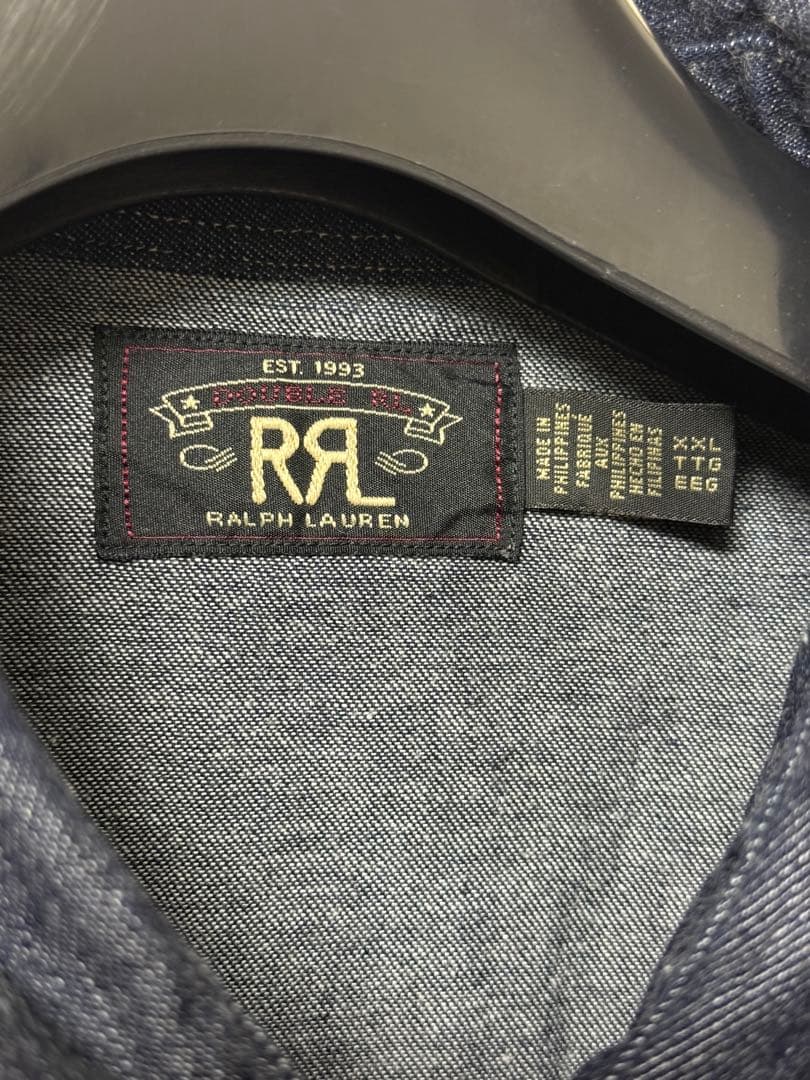 EST. 1993
DOUBLE RL
RRL
RALPH LAUREN
MADE IN
PHILIPPINES
FABRIQUÉ
AUX
PHILIPPINES
HECHO EN
FILIPINAS
XXL
TTG
EEG